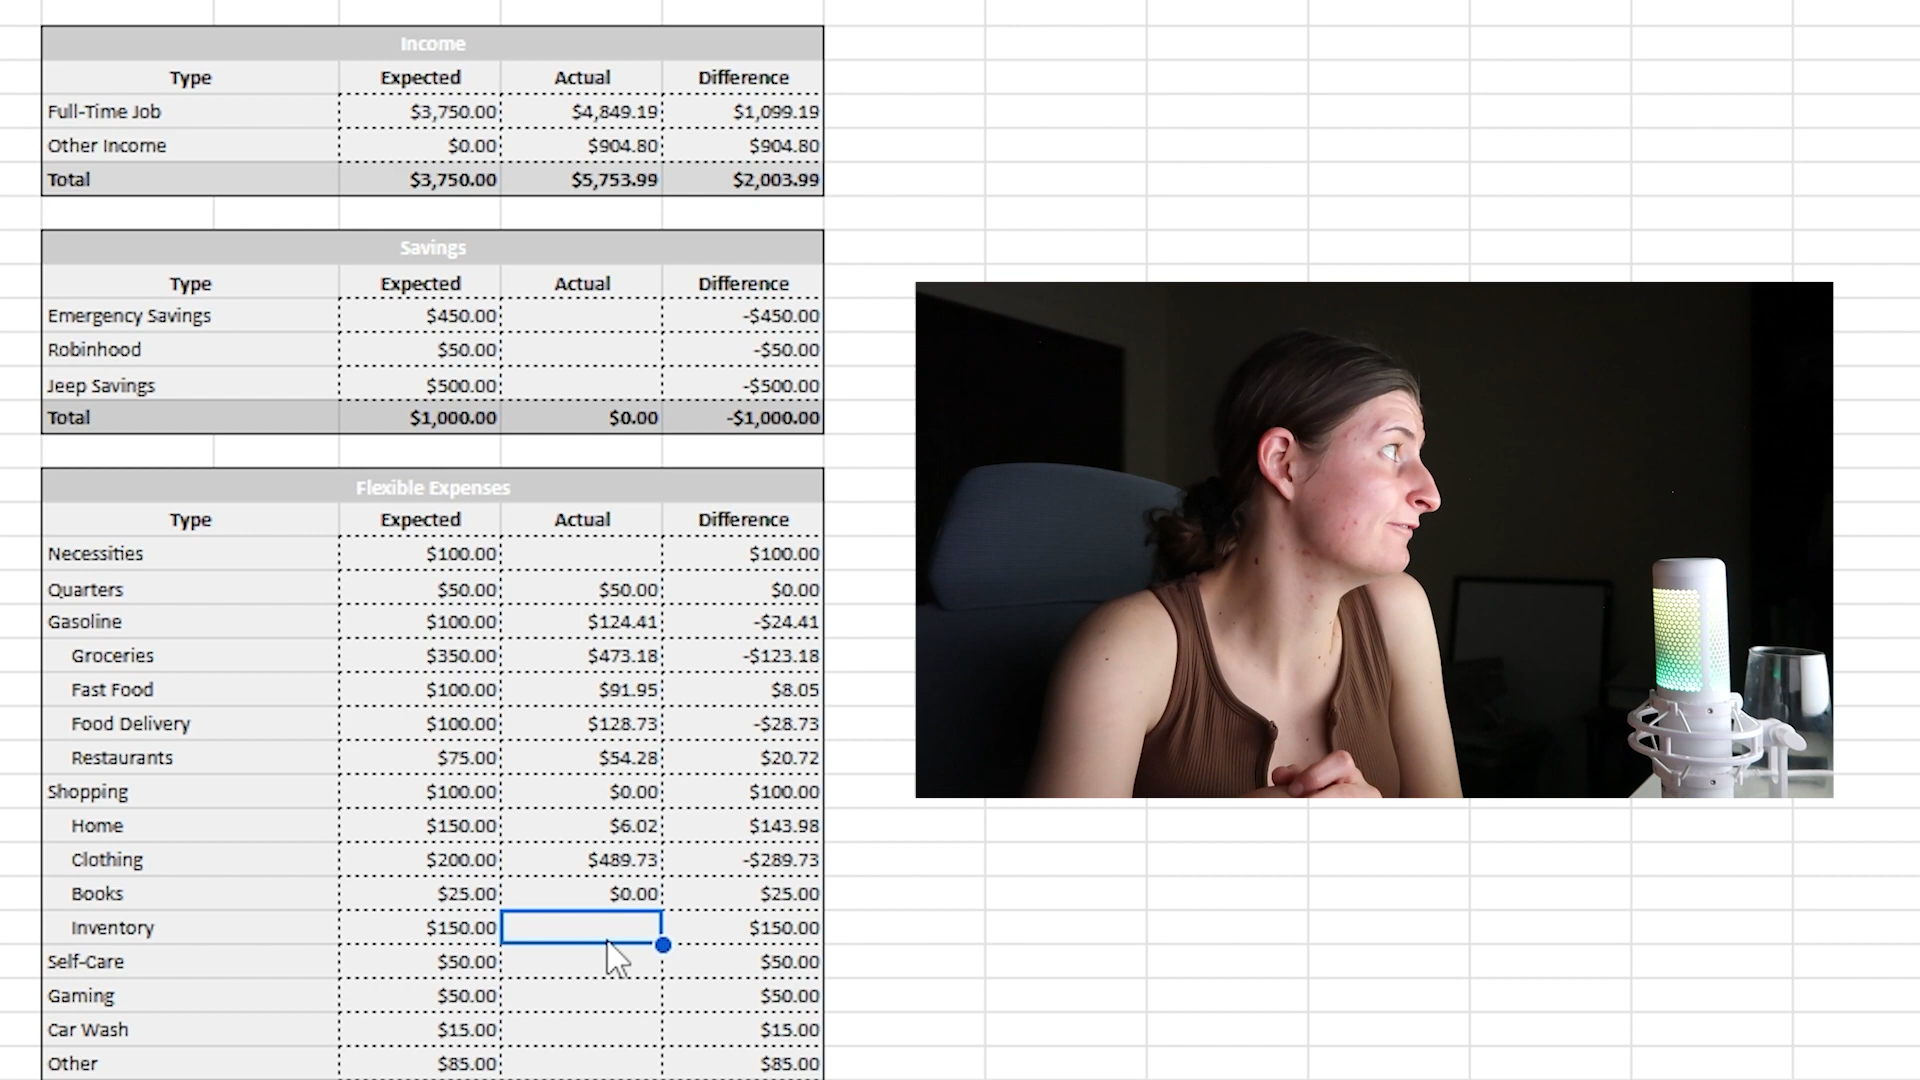 Income
Type Expected Actual Difference
Full-Time Job $3,750.00 $4,849.19 $1,099.19
Other Income $0.00 $904.80 $904.80
Total $3,750.00 $5,753.99 $2,003.99
Savings
Type Expected Actual Difference
Emergency Savings $450.00 -$450.00
Robinhood $50.00 -$50.00
Jeep Savings $500.00 -$500.00
Total $1,000.00 $0.00 -$1,000.00
Flexible Expenses
Type Expected Actual Difference
Necessities $100.00 $100.00
Quarters $50.00 $50.00 $0.00
Gasoline $100.00 $124.41 -$24.41
Groceries $350.00 $473.18 -$123.18
Fast Food $100.00 $91.95 $8.05
Food Delivery $100.00 $128.73 -$28.73
Restaurants $75.00 $54.28 $20.72
Shopping $100.00 $0.00 $100.00
Home $150.00 $6.02 $143.98
Clothing $200.00 $489.73 -$289.73
Books $25.00 $0.00 $25.00
Inventory $150.00 $150.00
Self-Care $50.00 $50.00
Gaming $50.00 $50.00
Car Wash $15.00 $15.00
Other $85.00 $85.00